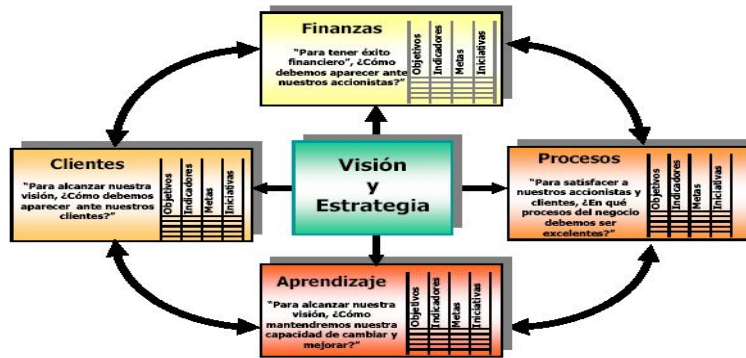 Finanzas
“Para tener éxito
financiero”, ¿Cómo
debemos aparecer ante
nuestros accionistas?”
Objetivos
Indicadores
Metas
Iniciativas
Clientes
“Para alcanzar nuestra
visión, ¿Cómo debemos
aparecer ante nuestros
clientes?”
Objetivos
Indicadores
Metas
Iniciativas
Visión
y
Estrategia
Procesos
“Para satisfacer a
nuestros accionistas y
clientes, ¿En qué
procesos del negocio
debemos ser
excelentes?”
Objetivos
Indicadores
Metas
Iniciativas
Aprendizaje
“Para alcanzar nuestra
visión, ¿Cómo
mantendremos nuestra
capacidad de cambiar y
mejorar?”
Objetivos
Indicadores
Metas
Iniciativas